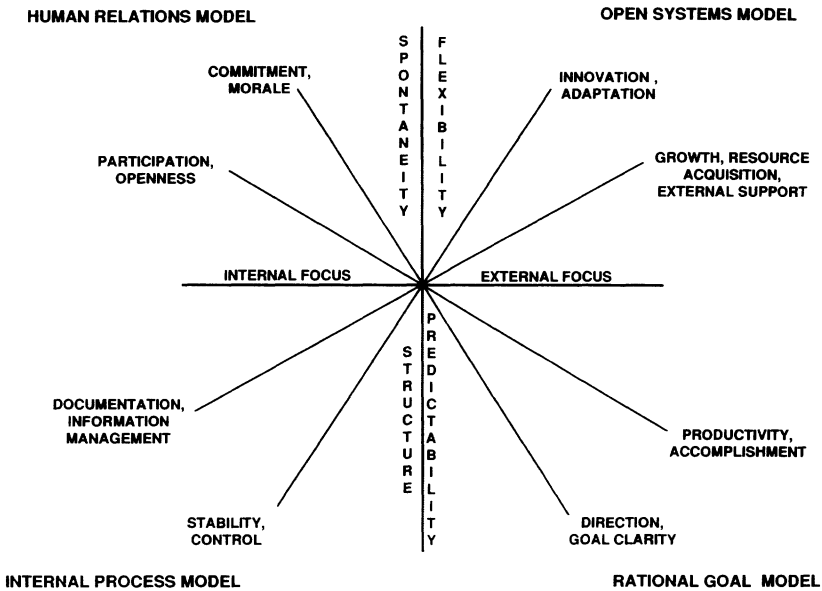 HUMAN RELATIONS MODEL
OPEN SYSTEMS MODEL
SPONTANEITY
FLEXIBILITY
COMMITMENT,
MORALE
INNOVATION ,
ADAPTATION
PARTICIPATION,
OPENNESS
GROWTH, RESOURCE
ACQUISITION,
EXTERNAL SUPPORT
INTERNAL FOCUS
EXTERNAL FOCUS
STRUCTURE
PREDICTABILITY
DOCUMENTATION,
INFORMATION
MANAGEMENT
PRODUCTIVITY,
ACCOMPLISHMENT
STABILITY,
CONTROL
DIRECTION,
GOAL CLARITY
INTERNAL PROCESS MODEL
RATIONAL GOAL MODEL